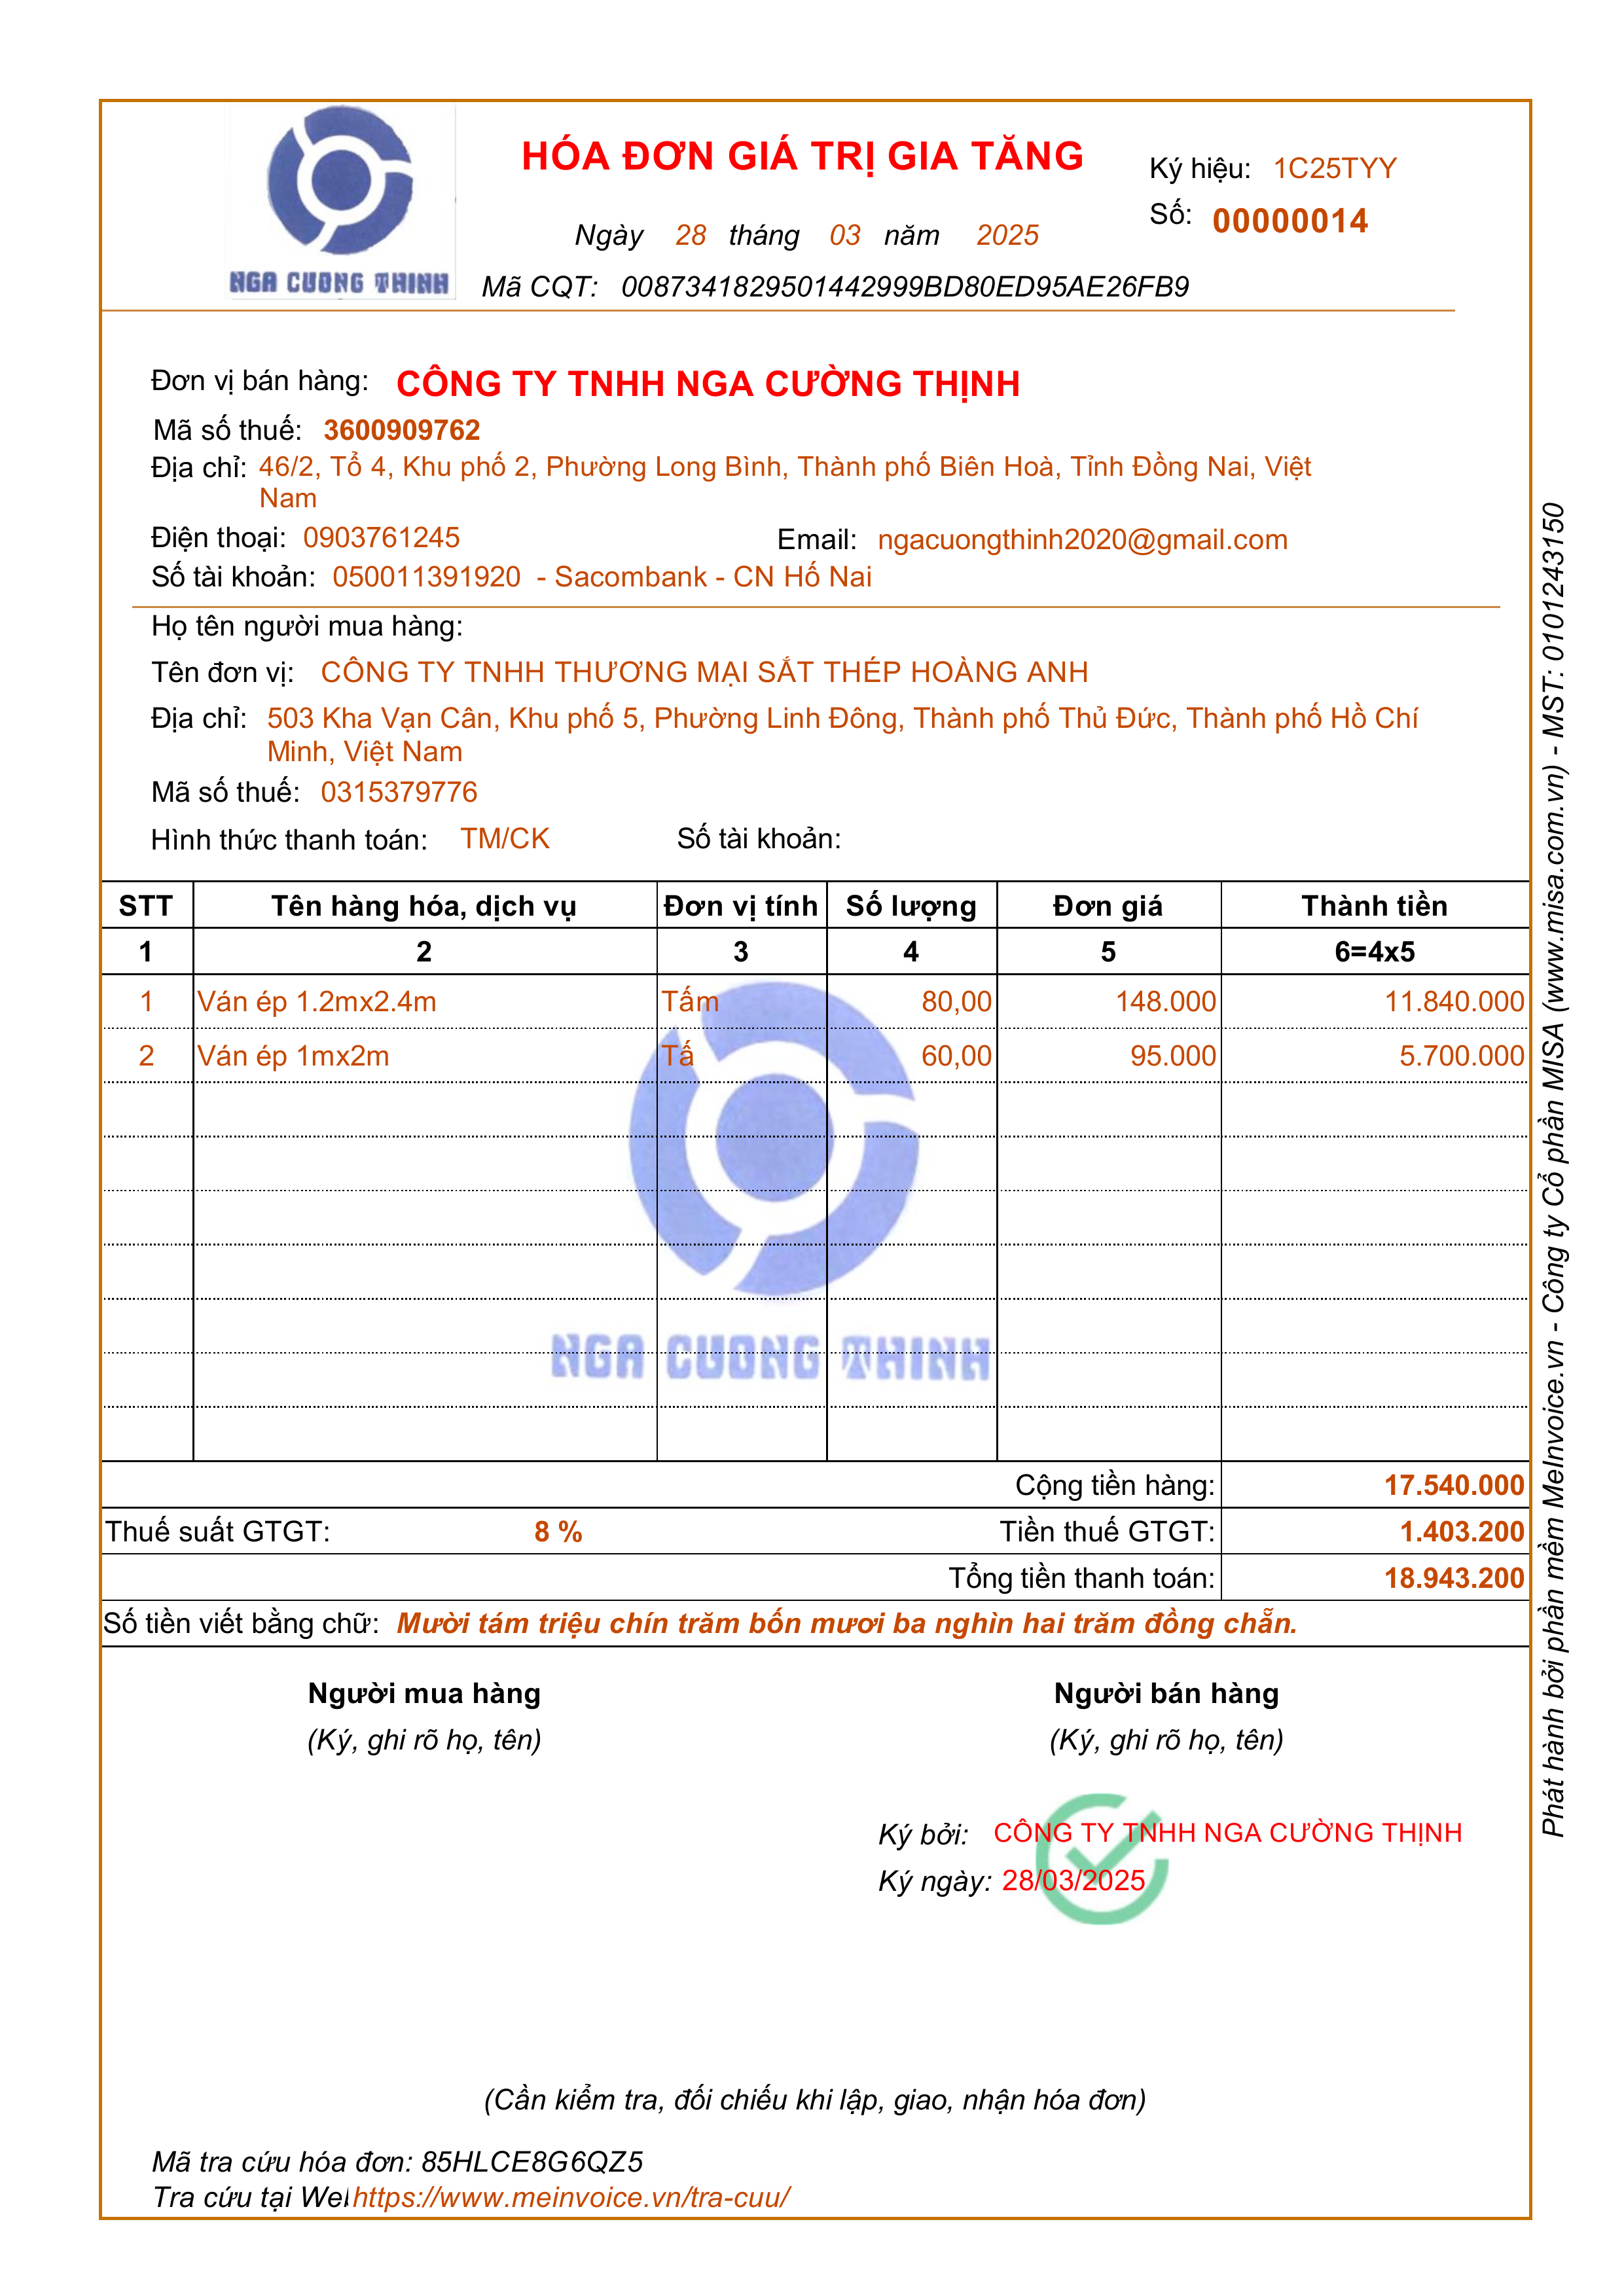 NGA CUONG THINH
HÓA ĐƠN GIÁ TRỊ GIA TĂNG
Ngày 28 tháng 03 năm 2025
Mã CQT: 0087341829501442999BD80ED95AE26FB9
Ký hiệu: 1C25TYY
Số: 00000014
Đơn vị bán hàng: CÔNG TY TNHH NGA CƯỜNG THỊNH
Mã số thuế: 3600909762
Địa chỉ: 46/2, Tổ 4, Khu phố 2, Phường Long Bình, Thành phố Biên Hoà, Tỉnh Đồng Nai, Việt
Nam
Điện thoại: 0903761245 Email: ngacuongthinh2020@gmail.com
Số tài khoản: 050011391920 - Sacombank - CN Hố Nai
Họ tên người mua hàng:
Tên đơn vị: CÔNG TY TNHH THƯƠNG MẠI SẮT THÉP HOÀNG ANH
Địa chỉ: 503 Kha Vạn Cân, Khu phố 5, Phường Linh Đông, Thành phố Thủ Đức, Thành phố Hồ Chí
Minh, Việt Nam
Mã số thuế: 0315379776
Hình thức thanh toán: TM/CK Số tài khoản:
STT Tên hàng hóa, dịch vụ Đơn vị tính Số lượng Đơn giá Thành tiền
1 2 3 4 5 6=4x5
1 Ván ép 1.2mx2.4m Tấm 80,00 148.000 11.840.000
2 Ván ép 1mx2m Tấ 60,00 95.000 5.700.000
NGA CUONG THINH
Cộng tiền hàng: 17.540.000
Thuế suất GTGT: 8 % Tiền thuế GTGT: 1.403.200
Tổng tiền thanh toán: 18.943.200
Số tiền viết bằng chữ: Mười tám triệu chín trăm bốn mươi ba nghìn hai trăm đồng chẵn.
Người mua hàng Người bán hàng
(Ký, ghi rõ họ, tên) (Ký, ghi rõ họ, tên)
Ký bởi: CÔNG TY TNHH NGA CƯỜNG THỊNH
Ký ngày: 28/03/2025
(Cần kiểm tra, đối chiếu khi lập, giao, nhận hóa đơn)
Mã tra cứu hóa đơn: 85HLCE8G6QZ5
Tra cứu tại We https://www.meinvoice.vn/tra-cuu/
Phát hành bởi phần mềm MeInvoice.vn - Công ty Cổ phần MISA (www.misa.com.vn) - MST: 0101243150